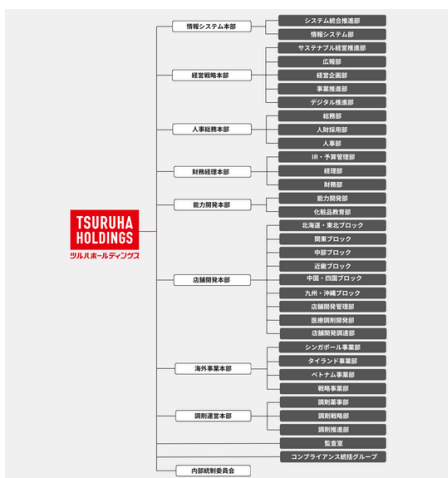 情報システム本部
システム統合推進部
情報システム部
経営戦略本部
サステナブル経営推進部
広報部
経営企画部
事業推進部
デジタル推進部
人事総務本部
総務部
人財採用部
人事部
財務経理本部
IR・予算管理部
経理部
財務部
能力開発本部
能力開発部
化粧品教育部
TSURUHA
HOLDINGS
ツルハホールディングス
店舗開発本部
北海道・東北ブロック
関東ブロック
中部ブロック
近畿ブロック
中国・四国ブロック
九州・沖縄ブロック
店舗開発管理部
医療調剤開発部
店舗開発調達部
海外事業本部
シンガポール事業部
タイランド事業部
ベトナム事業部
戦略事業部
調剤運営本部
調剤薬事部
調剤戦略部
調剤推進部
監査室
コンプライアンス統括グループ
内部統制委員会